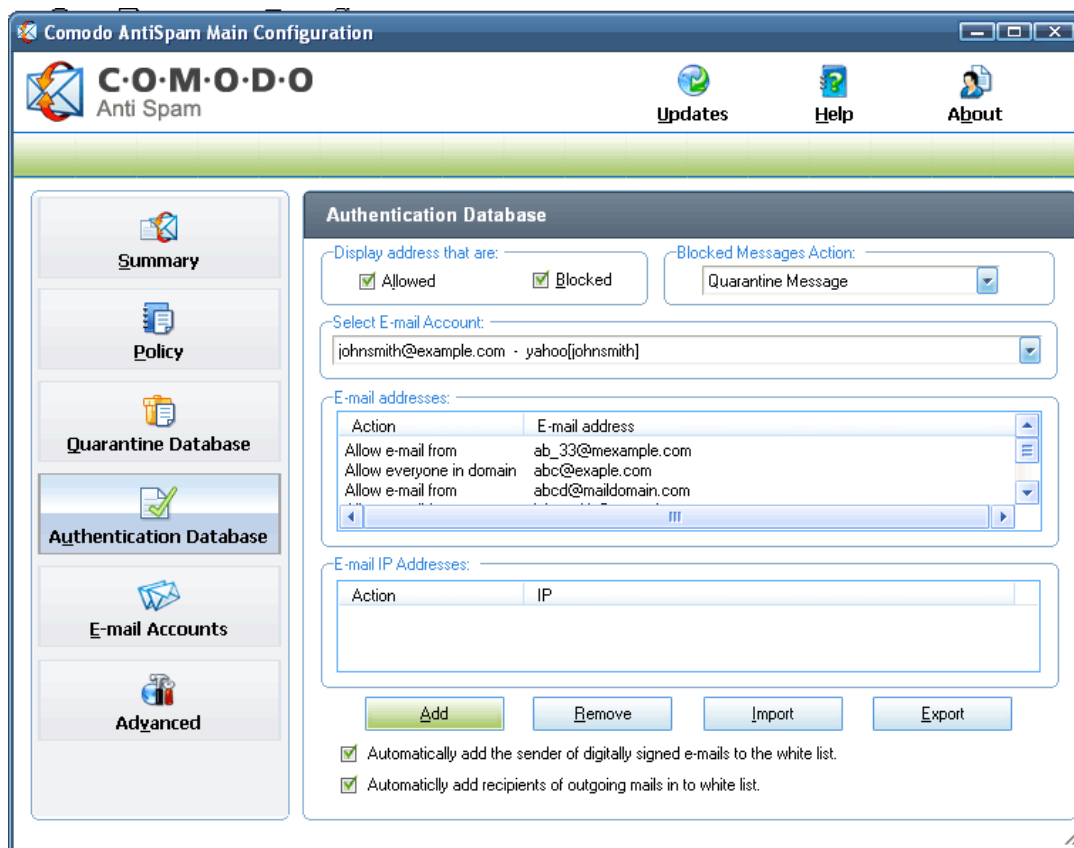 Comodo AntiSpam Main Configuration
C·O·M·O·D·O
Anti Spam
Updates
Help
About
Summary
Policy
Quarantine Database
Authentication Database
E-mail Accounts
Advanced
Authentication Database
Display address that are:
Allowed
Blocked
Blocked Messages Action:
Quarantine Message
Select E-mail Account:
johnsmith@example.com - yahoo[johnsmith]
E-mail addresses:
Action E-mail address
Allow e-mail from ab_33@mexample.com
Allow everyone in domain abc@exaple.com
Allow e-mail from abcd@maildomain.com
E-mail IP Addresses:
Action IP
Add Remove Import Export
Automatically add the sender of digitally signed e-mails to the white list.
Automaticlly add recipients of outgoing mails in to white list.